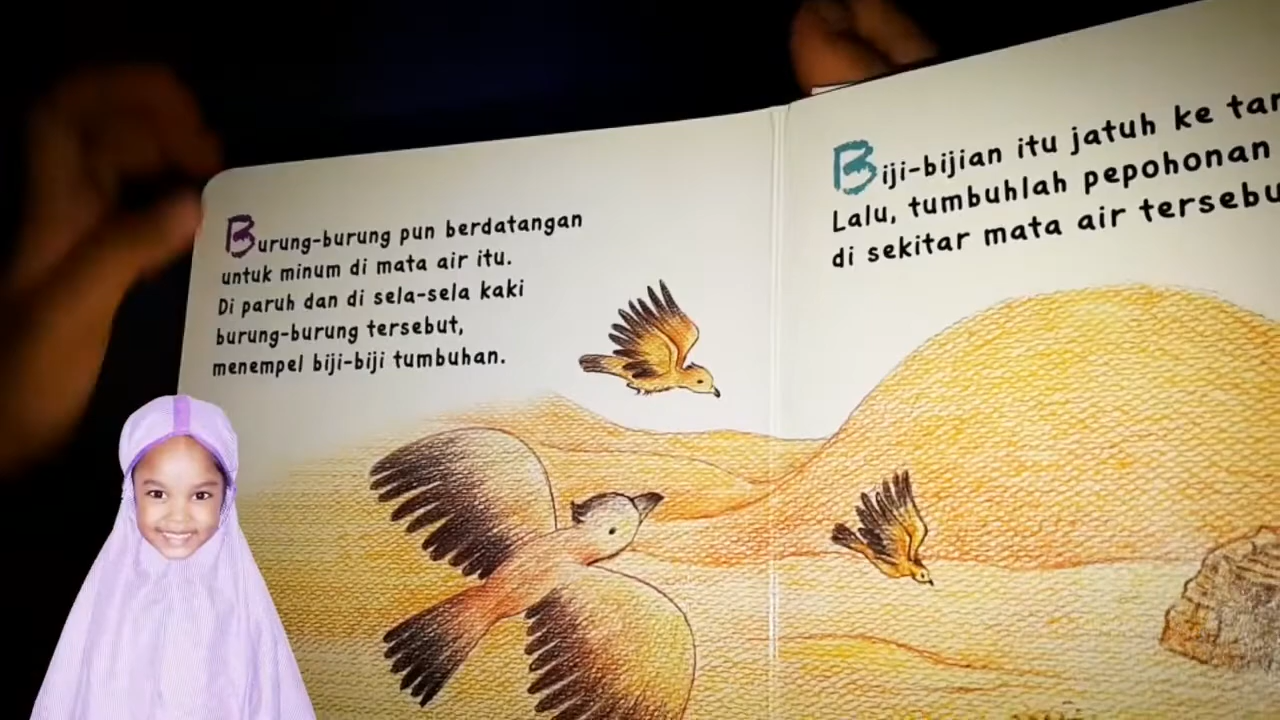 Burung-burung pun berdatangan
untuk minum di mata air itu.
Di paruh dan di sela-sela kaki
burung-burung tersebut,
menempel biji-biji tumbuhan.
Biji-bijian itu jatuh ke
Lalu, tumbuhlah pepohonan
di sekitar mata air